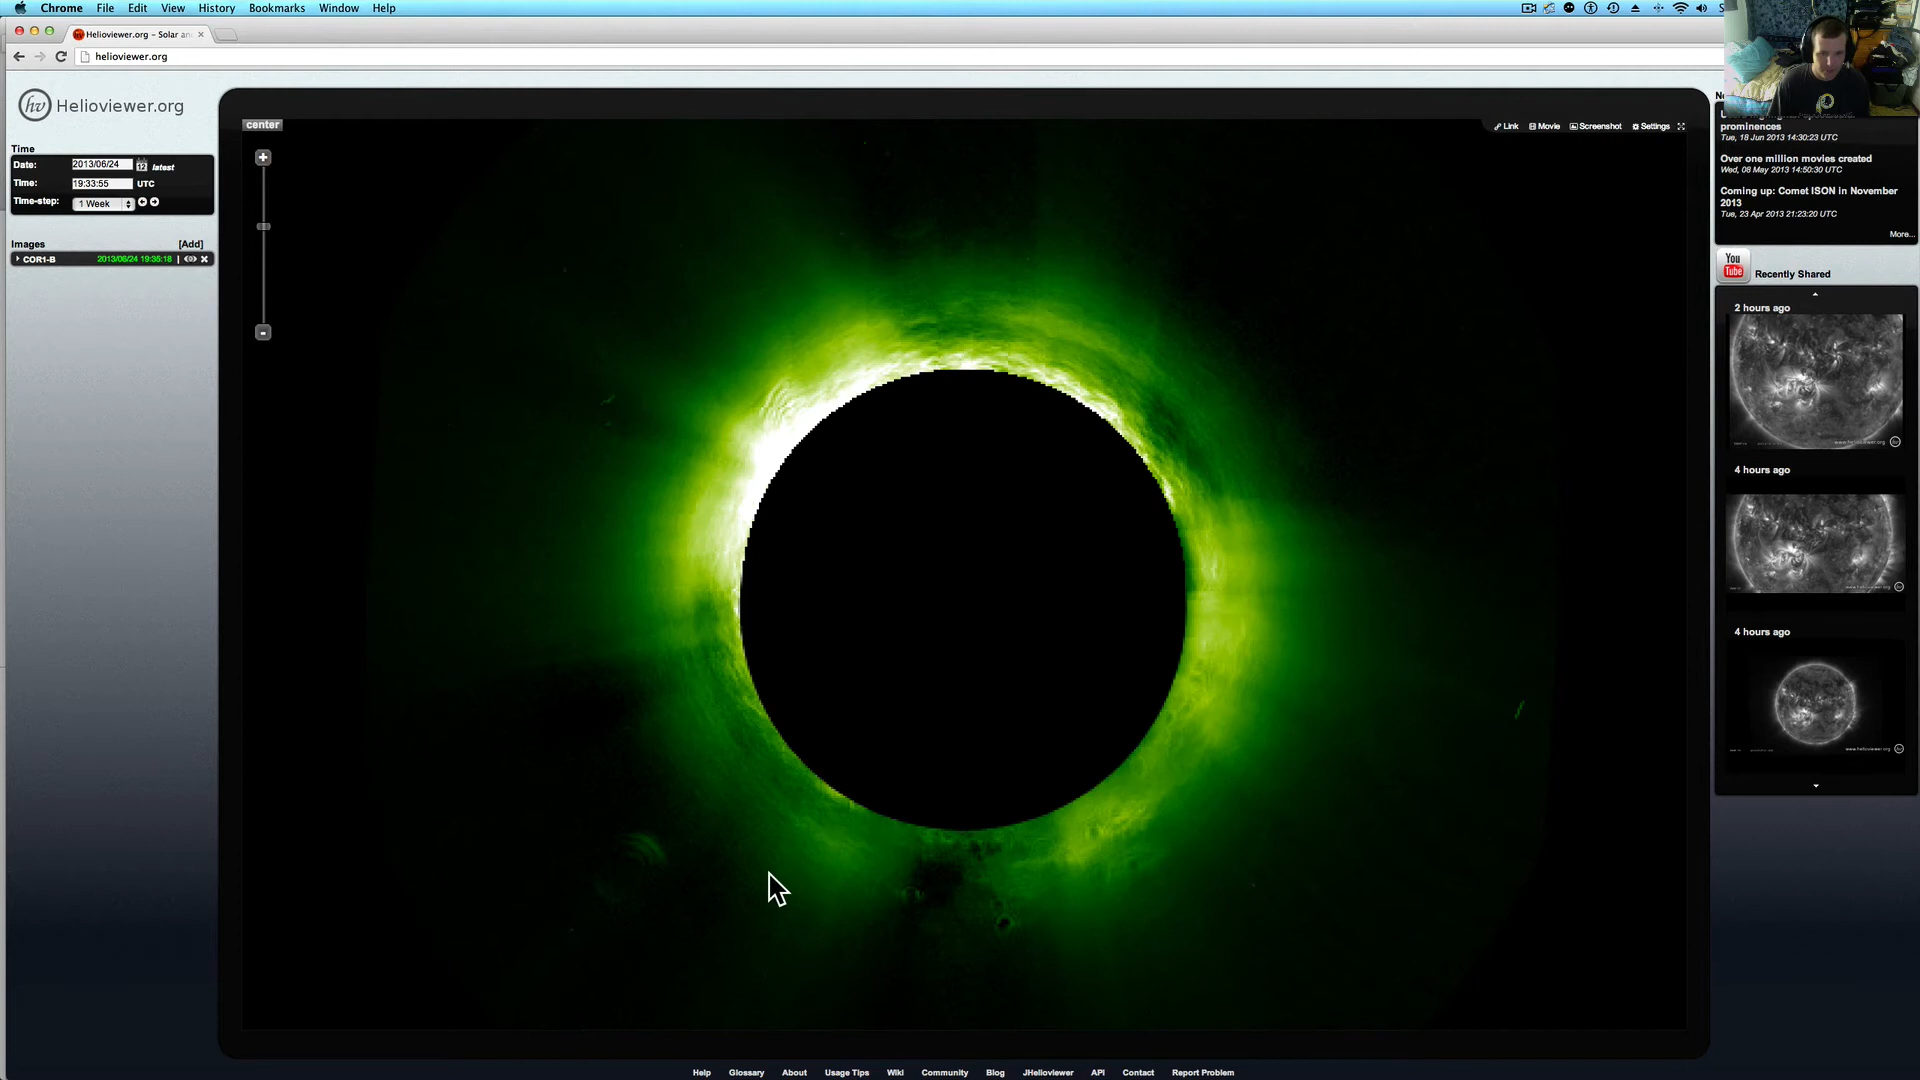 Chrome File Edit View History Bookmarks Window Help
Helioviewer.org – Solar an
helioviewer.org
hv Helioviewer.org
Time
Date: 2013/06/24 12 latest
Time: 19:33:55 UTC
Time-step: 1 Week
Images [Add]
COR1-B 2013/06/24 19:35:18
center
+
-
Link Movie Screenshot Settings
prominences
Tue, 18 Jun 2013 14:30:23 UTC
Over one million movies created
Wed, 08 May 2013 14:50:30 UTC
Coming up: Comet ISON in November
2013
Tue, 23 Apr 2013 21:23:20 UTC
More...
You
Tube Recently Shared
2 hours ago
4 hours ago
4 hours ago
Help Glossary About Usage Tips Wiki Community Blog JHelioviewer API Contact Report Problem